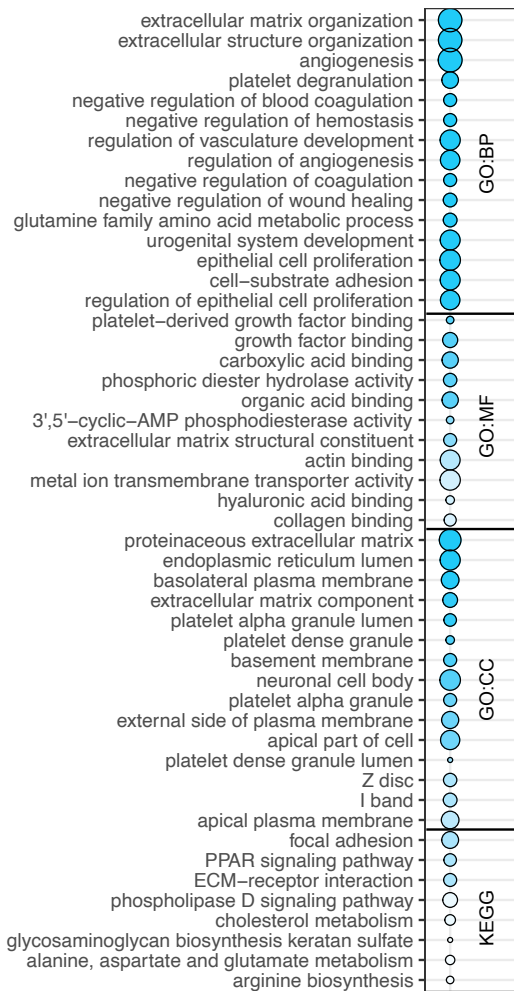 extracellular matrix organization
extracellular structure organization
angiogenesis
platelet degranulation
negative regulation of blood coagulation
negative regulation of hemostasis
regulation of vasculature development
regulation of angiogenesis
negative regulation of coagulation
negative regulation of wound healing
glutamine family amino acid metabolic process
urogenital system development
epithelial cell proliferation
cell−substrate adhesion
regulation of epithelial cell proliferation
GO:BP
platelet−derived growth factor binding
growth factor binding
carboxylic acid binding
phosphoric diester hydrolase activity
organic acid binding
3',5'−cyclic−AMP phosphodiesterase activity
extracellular matrix structural constituent
actin binding
metal ion transmembrane transporter activity
hyaluronic acid binding
collagen binding
GO:MF
proteinaceous extracellular matrix
endoplasmic reticulum lumen
basolateral plasma membrane
extracellular matrix component
platelet alpha granule lumen
platelet dense granule
basement membrane
neuronal cell body
platelet alpha granule
external side of plasma membrane
apical part of cell
platelet dense granule lumen
Z disc
I band
apical plasma membrane
GO:CC
focal adhesion
PPAR signaling pathway
ECM−receptor interaction
phospholipase D signaling pathway
cholesterol metabolism
glycosaminoglycan biosynthesis keratan sulfate
alanine, aspartate and glutamate metabolism
arginine biosynthesis
KEGG